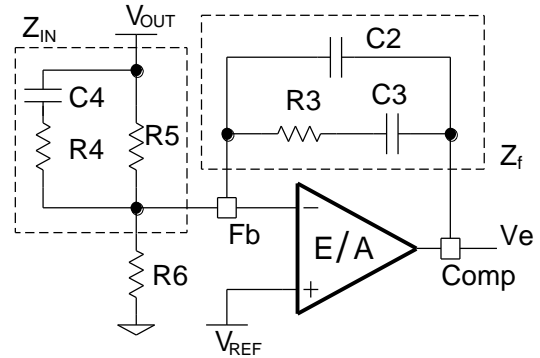 Z_IN
V_OUT
C2
C4
R3
C3
R4
R5
Z_f
Fb
−
E/A
Ve
Comp
R6
+
V_REF